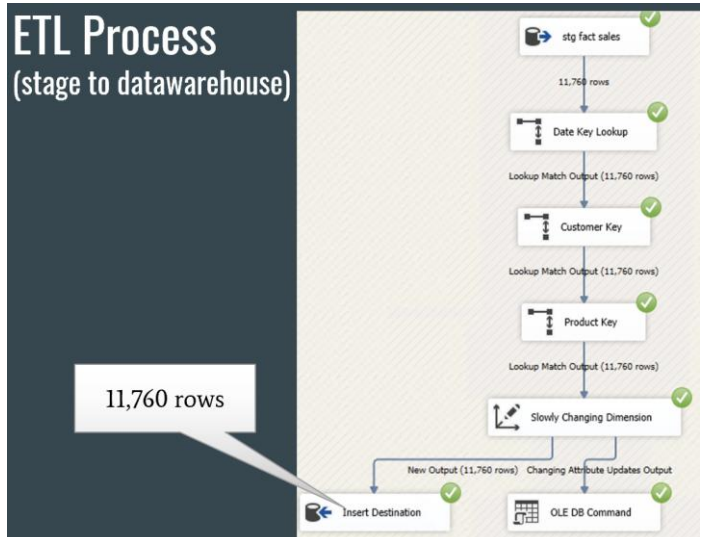 ETL Process
(stage to datawarehouse)
stg fact sales
11,760 rows
Date Key Lookup
Lookup Match Output (11,760 rows)
Customer Key
Lookup Match Output (11,760 rows)
Product Key
Lookup Match Output (11,760 rows)
11,760 rows
Slowly Changing Dimension
New Output (11,760 rows)
Changing Attribute Updates Output
Insert Destination
OLE DB Command